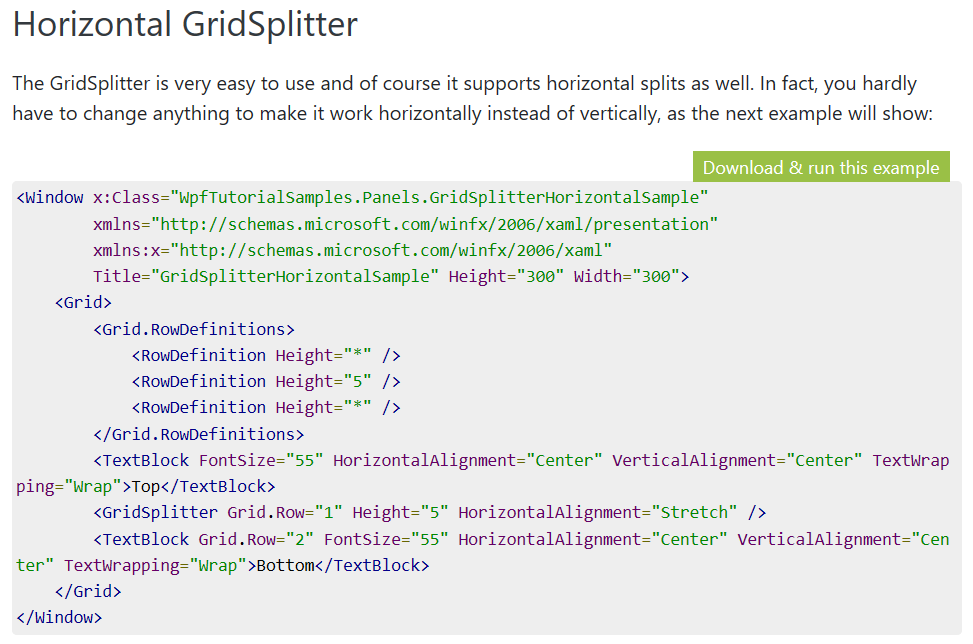 Horizontal GridSplitter
The GridSplitter is very easy to use and of course it supports horizontal splits as well. In fact, you hardly
have to change anything to make it work horizontally instead of vertically, as the next example will show:
Download & run this example
<Window x:Class="WpfTutorialSamples.Panels.GridSplitterHorizontalSample"
        xmlns="http://schemas.microsoft.com/winfx/2006/xaml/presentation"
        xmlns:x="http://schemas.microsoft.com/winfx/2006/xaml"
        Title="GridSplitterHorizontalSample" Height="300" Width="300">
    <Grid>
        <Grid.RowDefinitions>
            <RowDefinition Height="*" />
            <RowDefinition Height="5" />
            <RowDefinition Height="*" />
        </Grid.RowDefinitions>
        <TextBlock FontSize="55" HorizontalAlignment="Center" VerticalAlignment="Center" TextWrap
ping="Wrap">Top</TextBlock>
        <GridSplitter Grid.Row="1" Height="5" HorizontalAlignment="Stretch" />
        <TextBlock Grid.Row="2" FontSize="55" HorizontalAlignment="Center" VerticalAlignment="Cen
ter" TextWrapping="Wrap">Bottom</TextBlock>
    </Grid>
</Window>